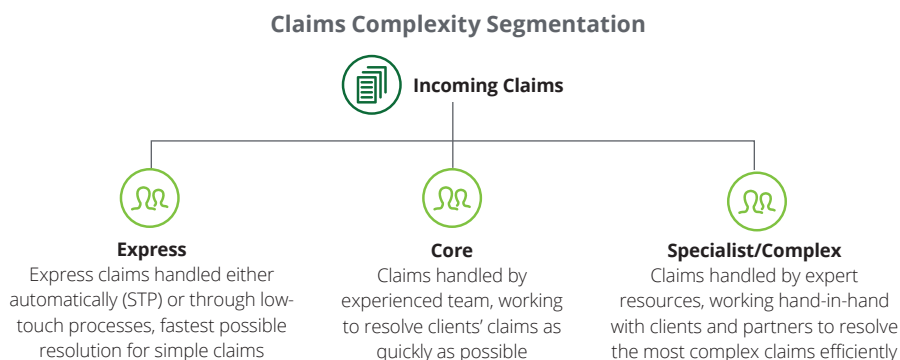 Claims Complexity Segmentation
Incoming Claims
Express
Express claims handled either
automatically (STP) or through low-
touch processes, fastest possible
resolution for simple claims
Core
Claims handled by
experienced team, working
to resolve clients’ claims as
quickly as possible
Specialist/Complex
Claims handled by expert
resources, working hand-in-hand
with clients and partners to resolve
the most complex claims efficiently